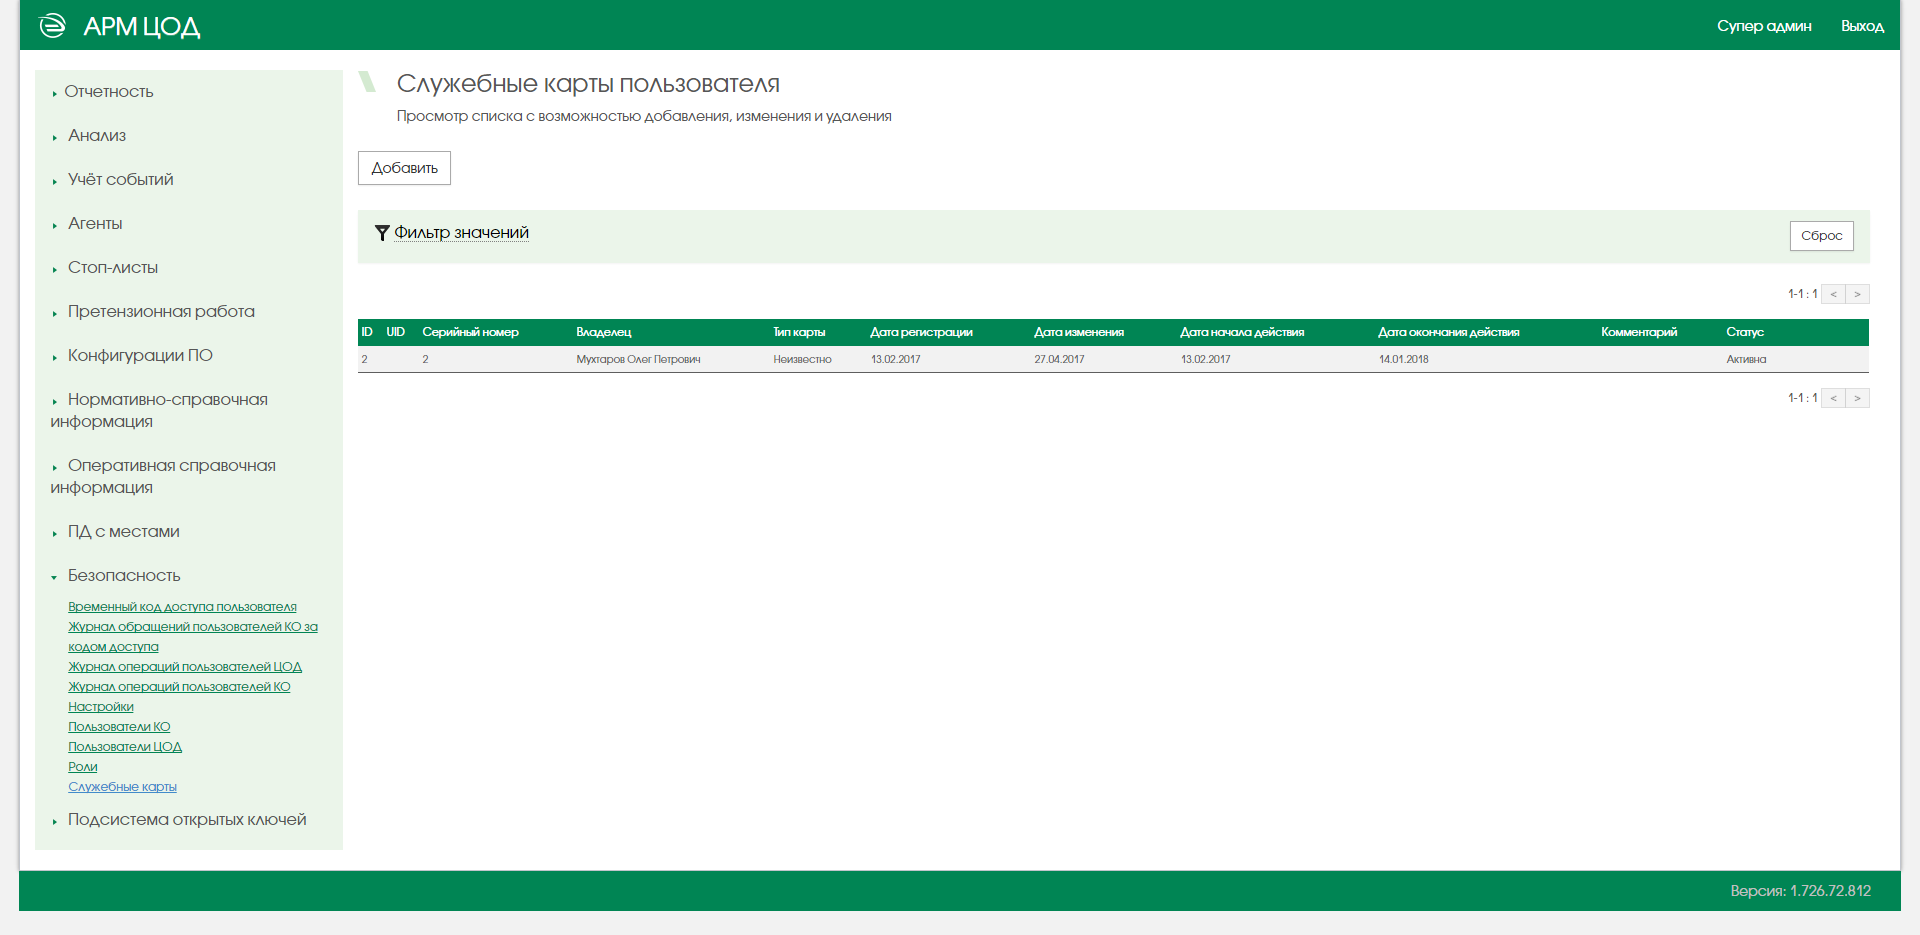 АРМ ЦОД
Супер админ
Выход
Отчетность
Анализ
Учёт событий
Агенты
Стоп-листы
Претензионная работа
Конфигурации ПО
Нормативно-справочная
информация
Оперативная справочная
информация
ПД с местами
Безопасность
Временный код доступа пользователя
Журнал обращений пользователей КО за
кодом доступа
Журнал операций пользователей ЦОД
Журнал операций пользователей КО
Настройки
Пользователи КО
Пользователи ЦОД
Роли
Служебные карты
Подсистема открытых ключей
Служебные карты пользователя
Просмотр списка с возможностью добавления, изменения и удаления
Добавить
Фильтр значений
Сброс
1-1 : 1 < >
ID UID Серийный номер Владелец Тип карты Дата регистрации Дата изменения Дата начала действия Дата окончания действия Комментарий Статус
2 2 Мухтаров Олег Петрович Неизвестно 13.02.2017 27.04.2017 13.02.2017 14.01.2018 Активна
1-1 : 1 < >
Версия: 1.726.72.812